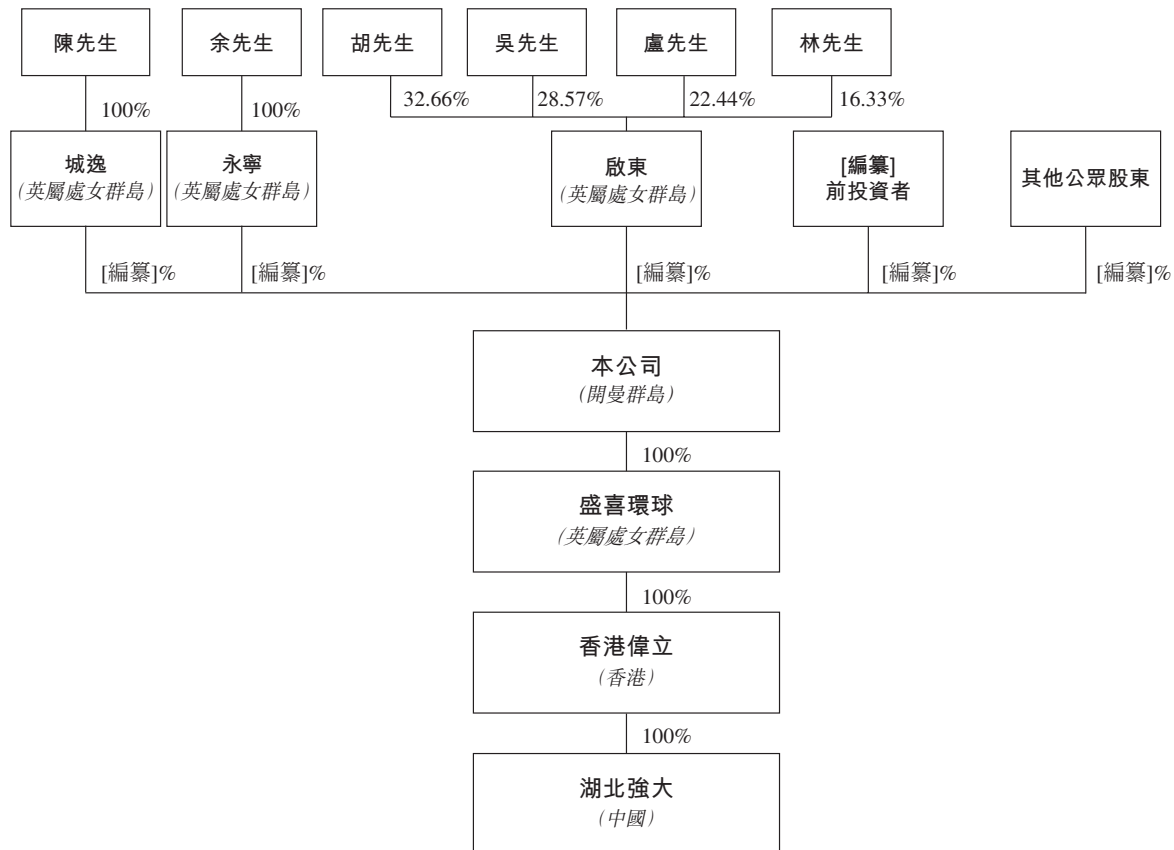 陳先生
余先生
胡先生
吳先生
盧先生
林先生
100%
100%
32.66%
28.57%
22.44%
16.33%
城逸
(英屬處女群島)
永寧
(英屬處女群島)
啟東
(英屬處女群島)
[編纂]
前投資者
其他公眾股東
[編纂]%
[編纂]%
[編纂]%
[編纂]%
[編纂]%
本公司
(開曼群島)
100%
盛喜環球
(英屬處女群島)
100%
香港偉立
(香港)
100%
湖北強大
(中國)